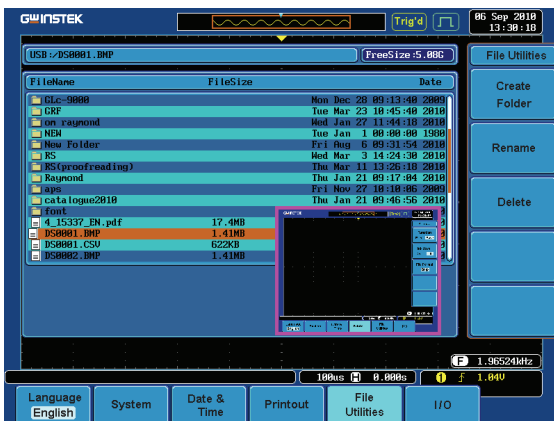 GWINSTEK
Trig'd
06 Sep 2010
13:30:18
USB:/DS0001.BMP
FreeSize:5.08G
File Utilities
FileName FileSize Date
GLc-9000 Mon Dec 28 09:13:40 2009
GRF Tue Mar 23 10:45:40 2010
om raymond Wed Jan 27 11:44:18 2010
NEW Tue Jan 1 00:00:00 1980
New Folder Fri Aug 6 09:31:54 2010
RS Wed Mar 3 14:24:30 2010
RS(proofreading) Thu Mar 11 13:26:18 2010
Raymond Thu Jan 21 09:17:04 2010
aps Fri Nov 27 10:10:06 2009
catalogue2010 Thu Jan 21 09:46:56 2010
font
4_15337_EN.pdf 17.4MB
DS0001.BMP 1.41MB
DS0001.CSV 622KB
DS0002.BMP 1.41MB
Create
Folder
Rename
Delete
F 1.96524kHz
100us H 0.000s
1 1.04V
Language
English
System
Date &
Time
Printout
File
Utilities
I/O